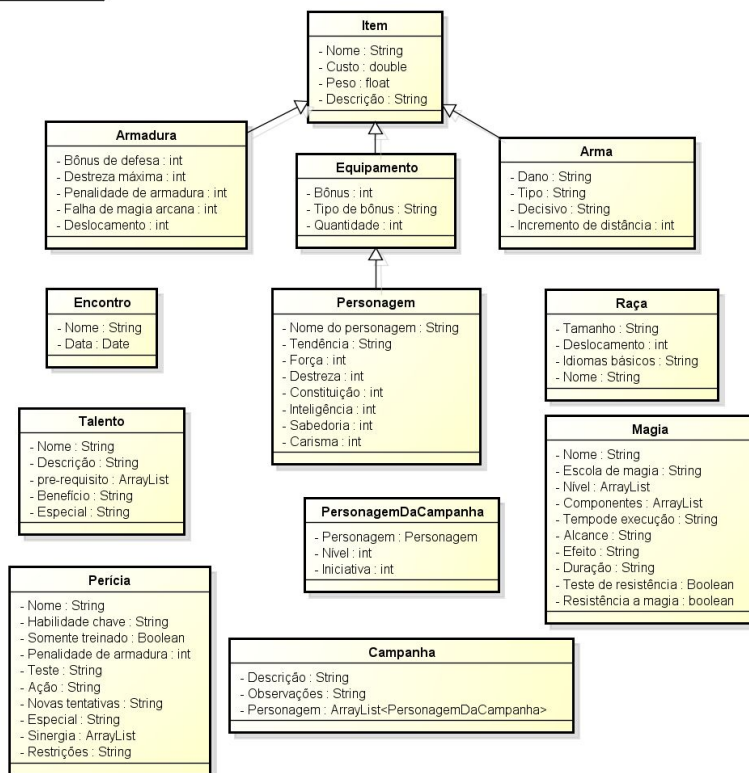 Item
- Nome : String
- Custo : double
- Peso : float
- Descrição : String
Armadura
- Bônus de defesa : int
- Destreza máxima : int
- Penalidade de armadura : int
- Falha de magia arcana : int
- Deslocamento : int
Equipamento
- Bônus : int
- Tipo de bônus : String
- Quantidade : int
Arma
- Dano : String
- Tipo : String
- Decisivo : String
- Incremento de distância : int
Encontro
- Nome : String
- Data : Date
Personagem
- Nome do personagem : String
- Tendência : String
- Força : int
- Destreza : int
- Constituição : int
- Inteligência : int
- Sabedoria : int
- Carisma : int
Raça
- Tamanho : String
- Deslocamento : int
- Idiomas básicos : String
- Nome : String
Talento
- Nome : String
- Descrição : String
- pre-requisito : ArrayList
- Benefício : String
- Especial : String
Magia
- Nome : String
- Escola de magia : String
- Nível : ArrayList
- Componentes : ArrayList
- Tempode execução : String
- Alcance : String
- Efeito : String
- Duração : String
- Teste de resistência : Boolean
- Resistência a magia : boolean
PersonagemDaCampanha
- Personagem : Personagem
- Nível : int
- Iniciativa : int
Perícia
- Nome : String
- Habilidade chave : String
- Somente treinado : Boolean
- Penalidade de armadura : int
- Teste : String
- Ação : String
- Novas tentativas : String
- Especial : String
- Sinergia : ArrayList
- Restrições : String
Campanha
- Descrição : String
- Observações : String
- Personagem : ArrayList<PersonagemDaCampanha>